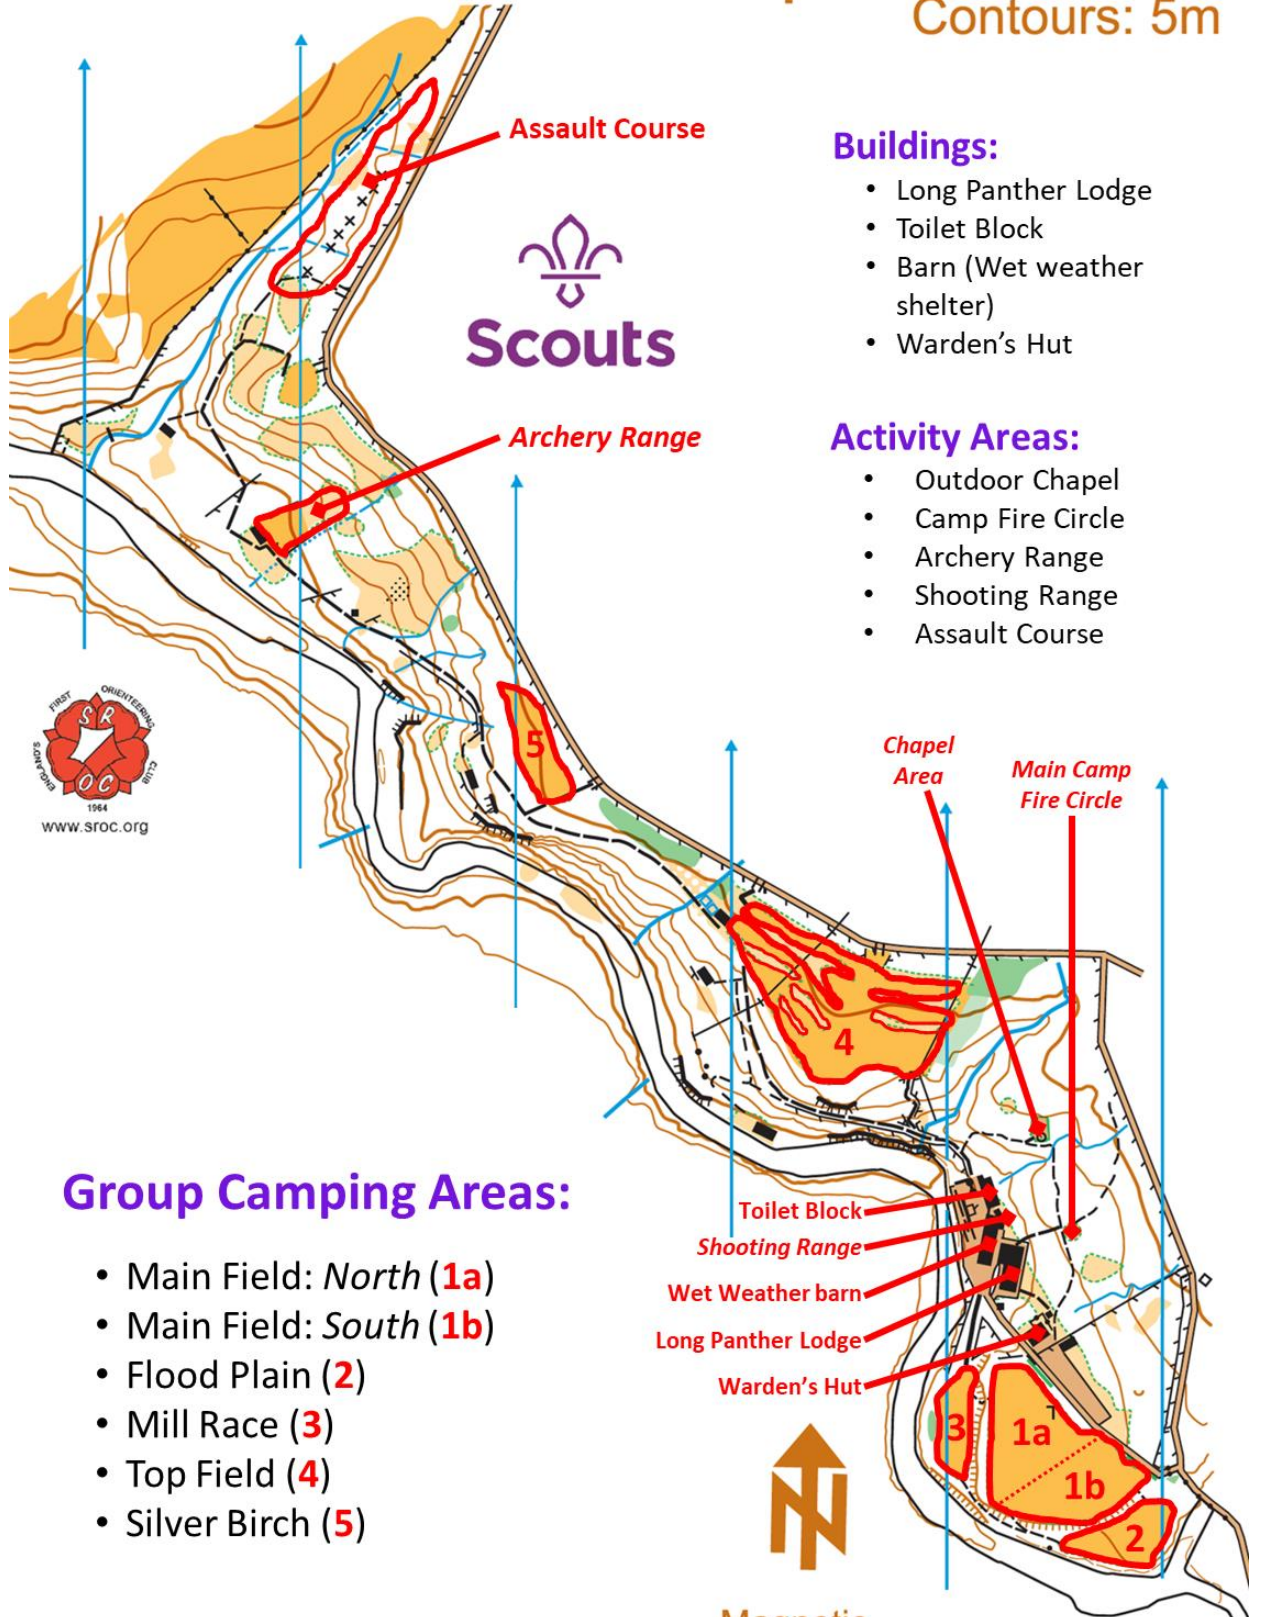 Contours: 5m
Assault Course
Buildings:
• Long Panther Lodge
• Toilet Block
• Barn (Wet weather
shelter)
• Warden's Hut
Scouts
Archery Range
Activity Areas:
• Outdoor Chapel
• Camp Fire Circle
• Archery Range
• Shooting Range
• Assault Course
FIRST
ORIENTEERING
CLUB
ENGLAND'S
S R
O C
1964
www.sroc.org
5
Chapel
Area
Main Camp
Fire Circle
4
Group Camping Areas:
• Main Field: North (1a)
• Main Field: South (1b)
• Flood Plain (2)
• Mill Race (3)
• Top Field (4)
• Silver Birch (5)
Toilet Block
Shooting Range
Wet Weather barn
Long Panther Lodge
Warden's Hut
3
1a
1b
2
N
Magnetic